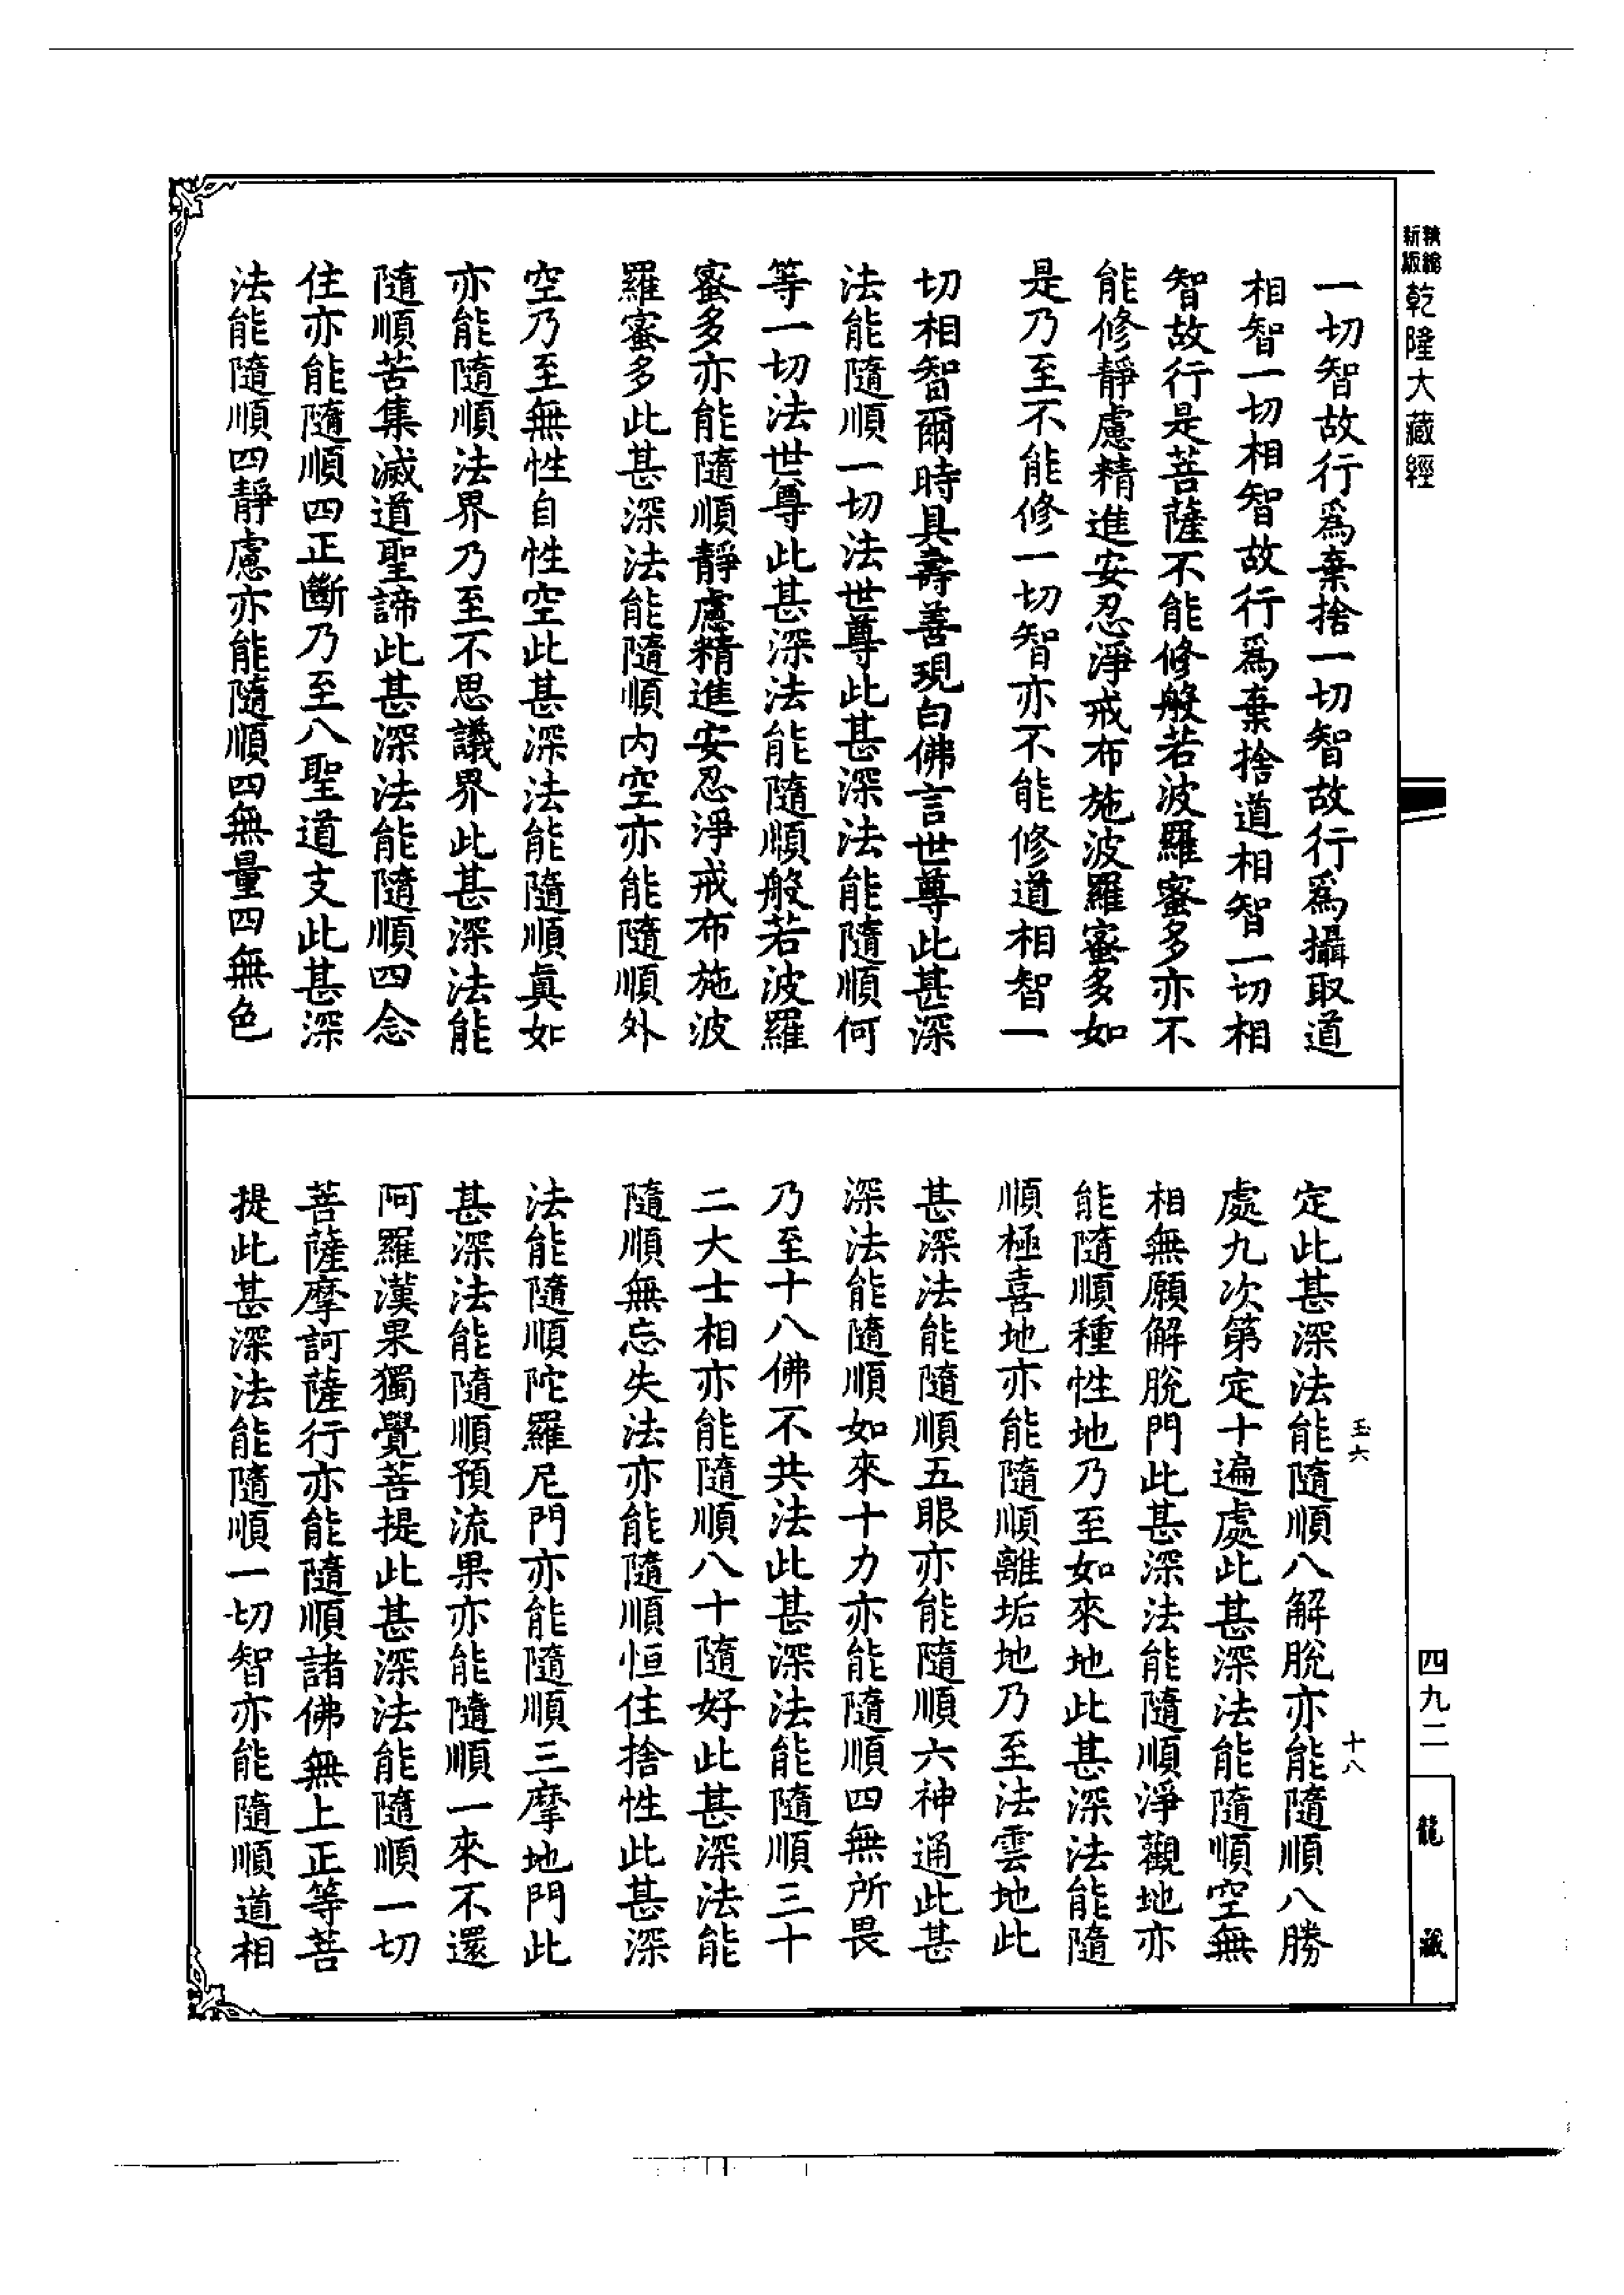 精縮
新版
乾隆大藏經
一切智故行爲棄捨一切智故行爲攝取道
相智一切相智故行爲棄捨道相智一切相
智故行是菩薩不能修般若波羅蜜多亦不
能修靜慮精進安忍淨戒布施波羅蜜多如
是乃至不能修一切智亦不能修道相智一
切相智爾時具壽善現白佛言世尊此甚深
法能隨順一切法世尊此甚深法能隨順何
等一切法世尊此甚深法能隨順般若波羅
蜜多亦能隨順靜慮精進安忍淨戒布施波
羅蜜多此甚深法能隨順內空亦能隨順外
空乃至無性自性空此甚深法能隨順眞如
亦能隨順法界乃至不思議界此甚深法能
隨順苦集滅道聖諦此甚深法能隨順四念
住亦能隨順四正斷乃至八聖道支此甚深
法能隨順四靜慮亦能隨順四無量四無色
定此甚深法能隨順八解脫亦能隨順八勝
處九次第定十遍處此甚深法能隨順空無
相無願解脫門此甚深法能隨順淨觀地亦
能隨順種性地乃至如來地此甚深法能隨
順極喜地亦能隨順離垢地乃至法雲地此
甚深法能隨順五眼亦能隨順六神通此甚
深法能隨順如來十力亦能隨順四無所畏
乃至十八佛不共法此甚深法能隨順三十
二大士相亦能隨順八十隨好此甚深法能
隨順無忘失法亦能隨順恒住捨性此甚深
法能隨順陀羅尼門亦能隨順三摩地門此
甚深法能隨順預流果亦能隨順一來不還
阿羅漢果獨覺菩提此甚深法能隨順一切
菩薩摩訶薩行亦能隨順諸佛無上正等菩
提此甚深法能隨順一切智亦能隨順道相
玉六
十八
四九二
龍藏